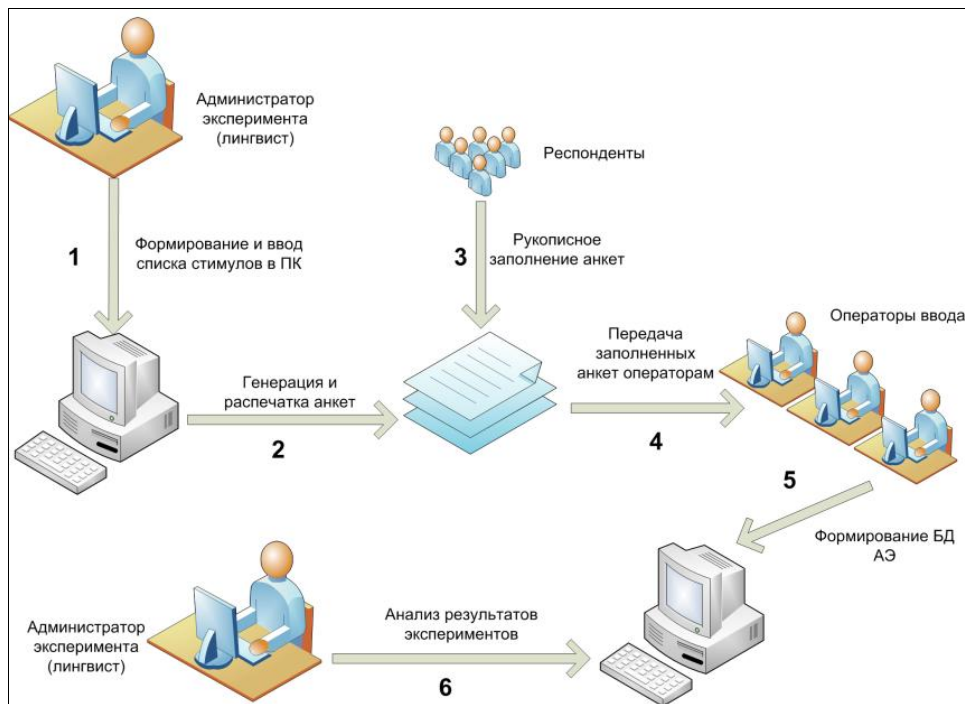 Администратор
эксперимента
(лингвист)
Респонденты
1
Формирование и ввод
списка стимулов в ПК
3
Рукописное
заполнение анкет
Операторы ввода
Передача
заполненных
анкет операторам
Генерация и
распечатка анкет
2
4
5
Формирование БД
АЭ
Администратор
эксперимента
(лингвист)
Анализ результатов
экспериментов
6